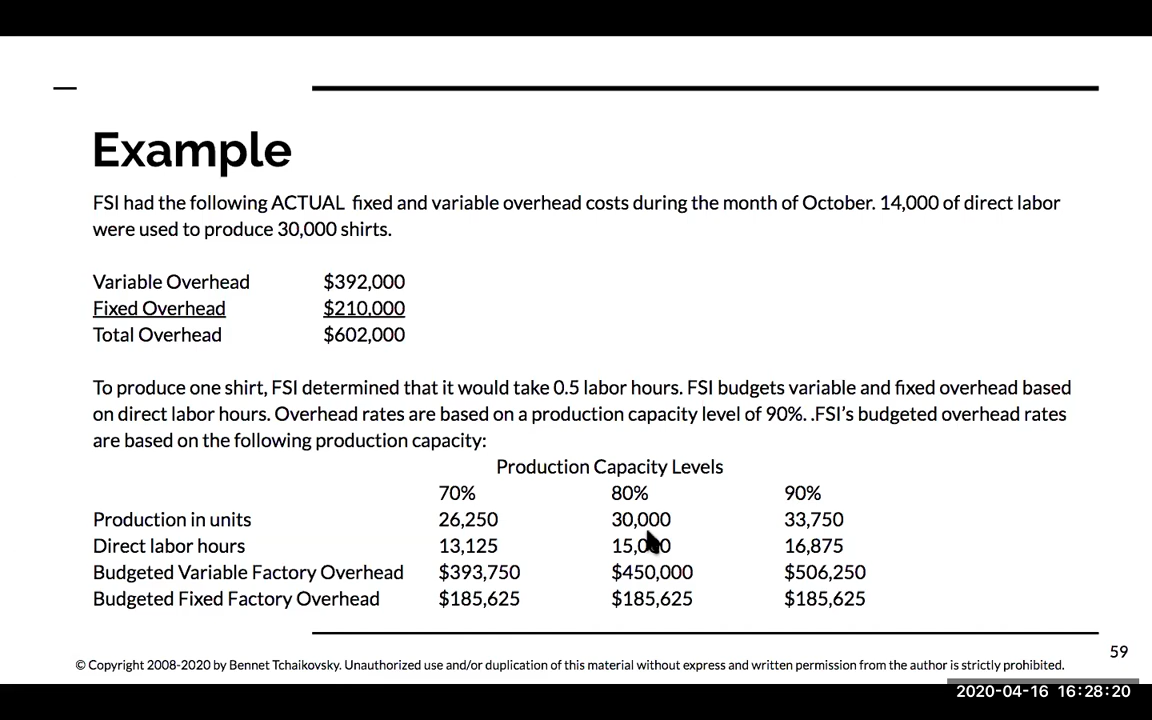 Example
FSI had the following ACTUAL fixed and variable overhead costs during the month of October. 14,000 of direct labor
were used to produce 30,000 shirts.
Variable Overhead $392,000
Fixed Overhead $210,000
Total Overhead $602,000
To produce one shirt, FSI determined that it would take 0.5 labor hours. FSI budgets variable and fixed overhead based
on direct labor hours. Overhead rates are based on a production capacity level of 90%. .FSI's budgeted overhead rates
are based on the following production capacity:
Production Capacity Levels
70% 80% 90%
Production in units 26,250 30,000 33,750
Direct labor hours 13,125 15,000 16,875
Budgeted Variable Factory Overhead $393,750 $450,000 $506,250
Budgeted Fixed Factory Overhead $185,625 $185,625 $185,625
59
© Copyright 2008-2020 by Bennet Tchaikovsky. Unauthorized use and/or duplication of this material without express and written permission from the author is strictly prohibited.
2020-04-16 16:28:20